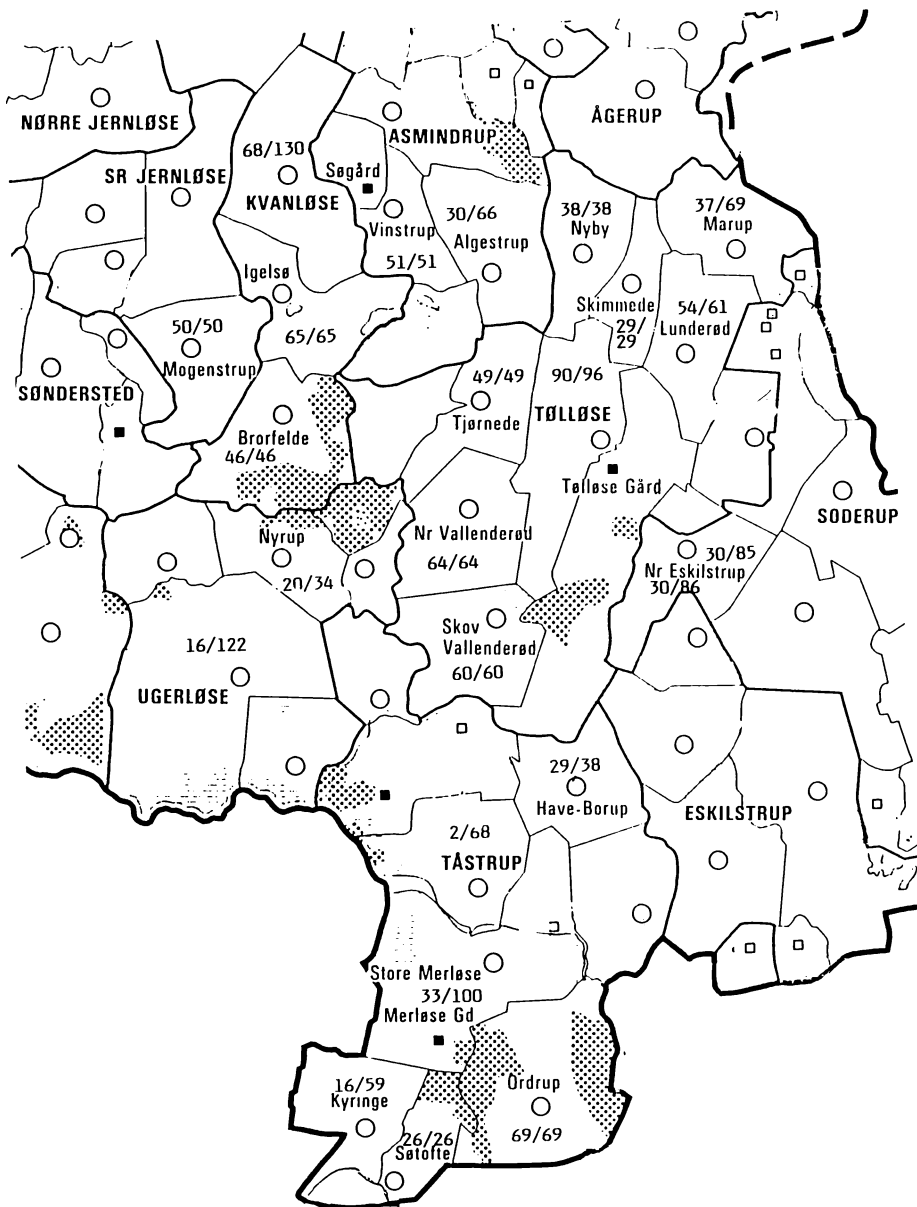 NØRRE JERNLØSE
ASMINDRUP
ÅGERUP
68/130
KVANLØSE
SR JERNLØSE
Søgård
Vinstrup
51/51
30/66
Algestrup
38/38
Nyby
37/69
Marup
Igelsø
65/65
Skimmede
29/
29
54/61
Lunderød
50/50
Mogenstrup
SØNDERSTED
49/49
Tjørnede
90/96
TØLLØSE
Brorfelde
46/46
Tølløse Gård
SODERUP
Nr Vallenderød
64/64
Nyrup
20/34
30/85
Nr Eskilstrup
30/86
Skov
Vallenderød
60/60
16/122
UGERLØSE
29/38
Have-Borup
ESKILSTRUP
2/68
TÅSTRUP
Store Merløse
33/100
Merløse Gd
16/59
Kyringe
Ordrup
69/69
26/26
Søtofte